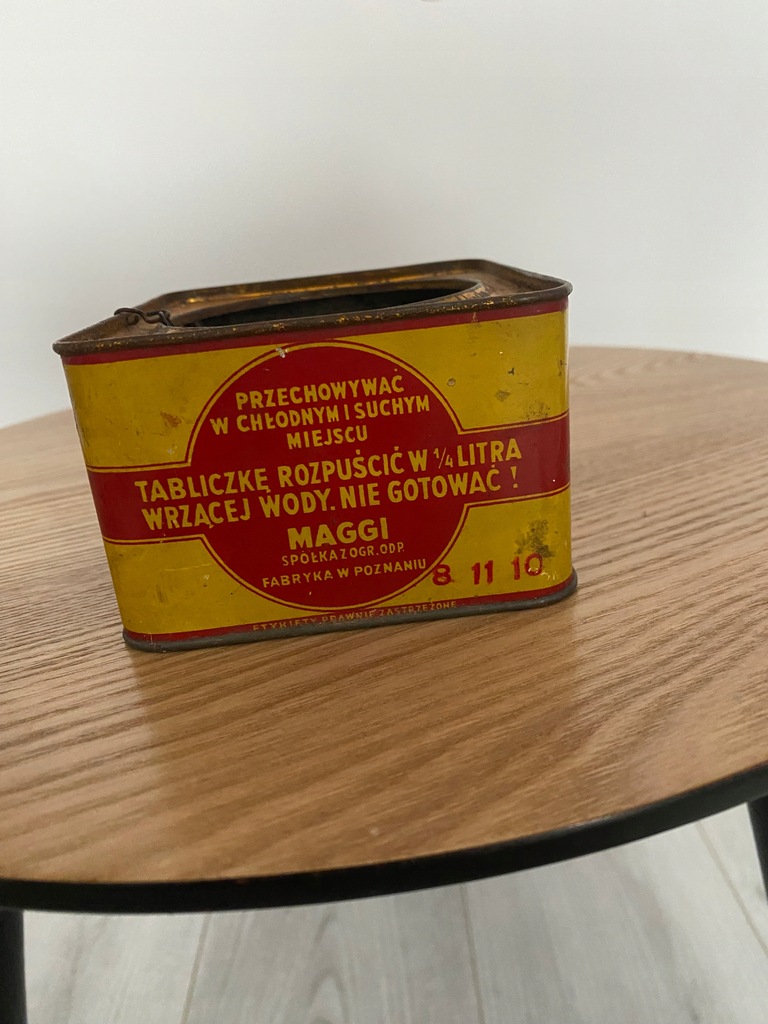 PRZECHOWYWAĆ
W CHŁODNYM I SUCHYM
MIEJSCU
TABLICZKĘ ROZPUŚCIĆ W ¼ LITRA
WRZĄCEJ WODY. NIE GOTOWAĆ !
MAGGI
SPÓŁKA Z OGR. ODP.
FABRYKA W POZNANIU
8 11 10
ETYKIETY PRAWNIE ZASTRZEŻONE